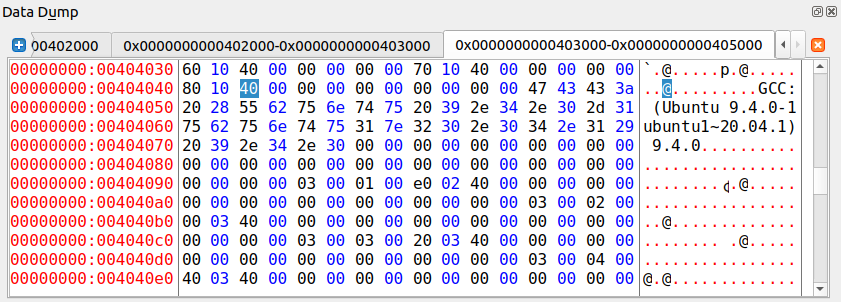 Data Dump
00402000 0x0000000000402000-0x0000000000403000 0x0000000000403000-0x0000000000405000
00000000:00404030 60 10 40 00 00 00 00 00 70 10 40 00 00 00 00 00 `.@.....p.@.....
00000000:00404040 80 10 40 00 00 00 00 00 00 00 00 00 47 43 43 3a ..@.........GCC:
00000000:00404050 20 28 55 62 75 6e 74 75 20 39 2e 34 2e 30 2d 31 (Ubuntu 9.4.0-1
00000000:00404060 75 62 75 6e 74 75 31 7e 32 30 2e 30 34 2e 31 29 ubuntu1~20.04.1)
00000000:00404070 20 39 2e 34 2e 30 00 00 00 00 00 00 00 00 00 00 9.4.0..........
00000000:00404080 00 00 00 00 00 00 00 00 00 00 00 00 00 00 00 00 ................
00000000:00404090 00 00 00 00 03 00 01 00 e0 02 40 00 00 00 00 00 ..........@.....
00000000:004040a0 00 00 00 00 00 00 00 00 00 00 00 00 03 00 02 00 ................
00000000:004040b0 00 03 40 00 00 00 00 00 00 00 00 00 00 00 00 00 ..@.............
00000000:004040c0 00 00 00 00 03 00 03 00 20 03 40 00 00 00 00 00 ........ .@.....
00000000:004040d0 00 00 00 00 00 00 00 00 00 00 00 00 03 00 04 00 ................
00000000:004040e0 40 03 40 00 00 00 00 00 00 00 00 00 00 00 00 00 @.@.............